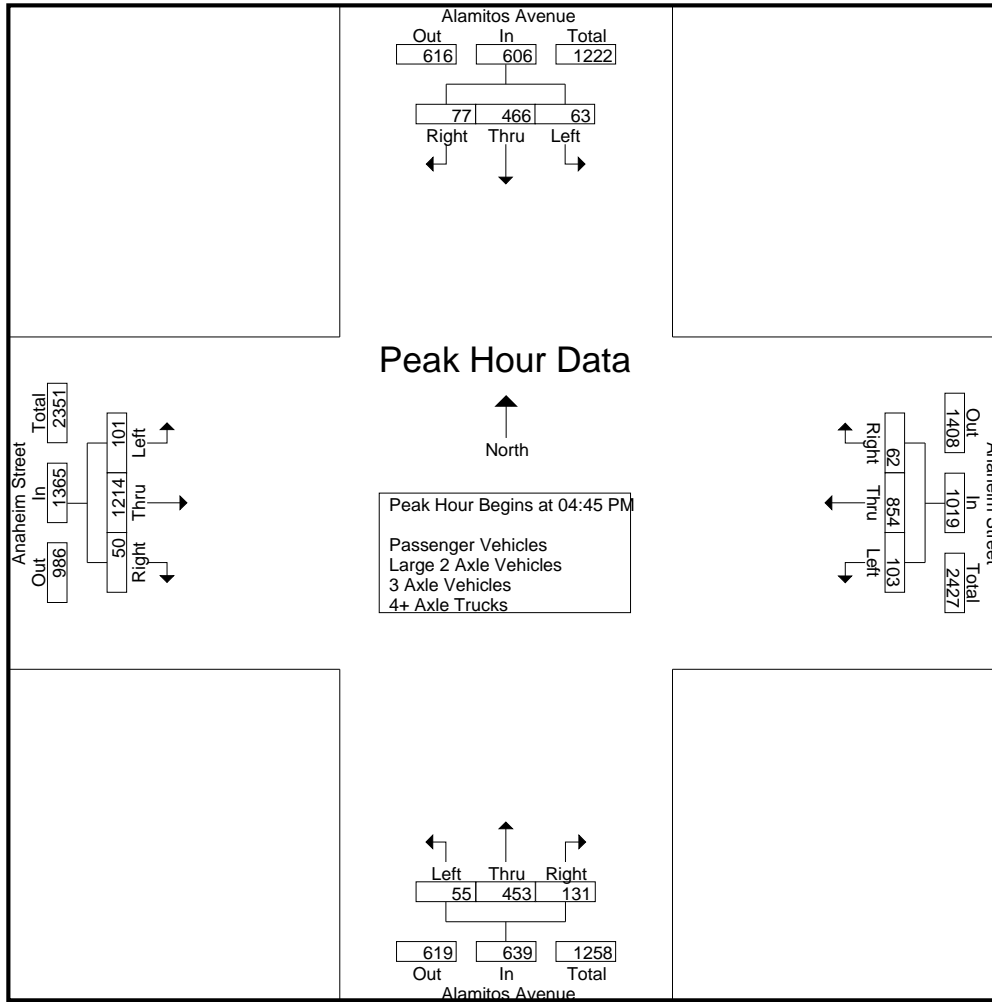 Alamitos Avenue
Out In Total
616 606 1222
77 466 63
Right Thru Left
Peak Hour Data
North
Peak Hour Begins at 04:45 PM
Passenger Vehicles
Large 2 Axle Vehicles
3 Axle Vehicles
4+ Axle Trucks
Anaheim Street
Out In Total
986 1365 2351
50 1214 101
Right Thru Left
Anaheim Street
Out In Total
1408 1019 2427
62 854 103
Right Thru Left
Left Thru Right
55 453 131
619 639 1258
Out In Total
Alamitos Avenue